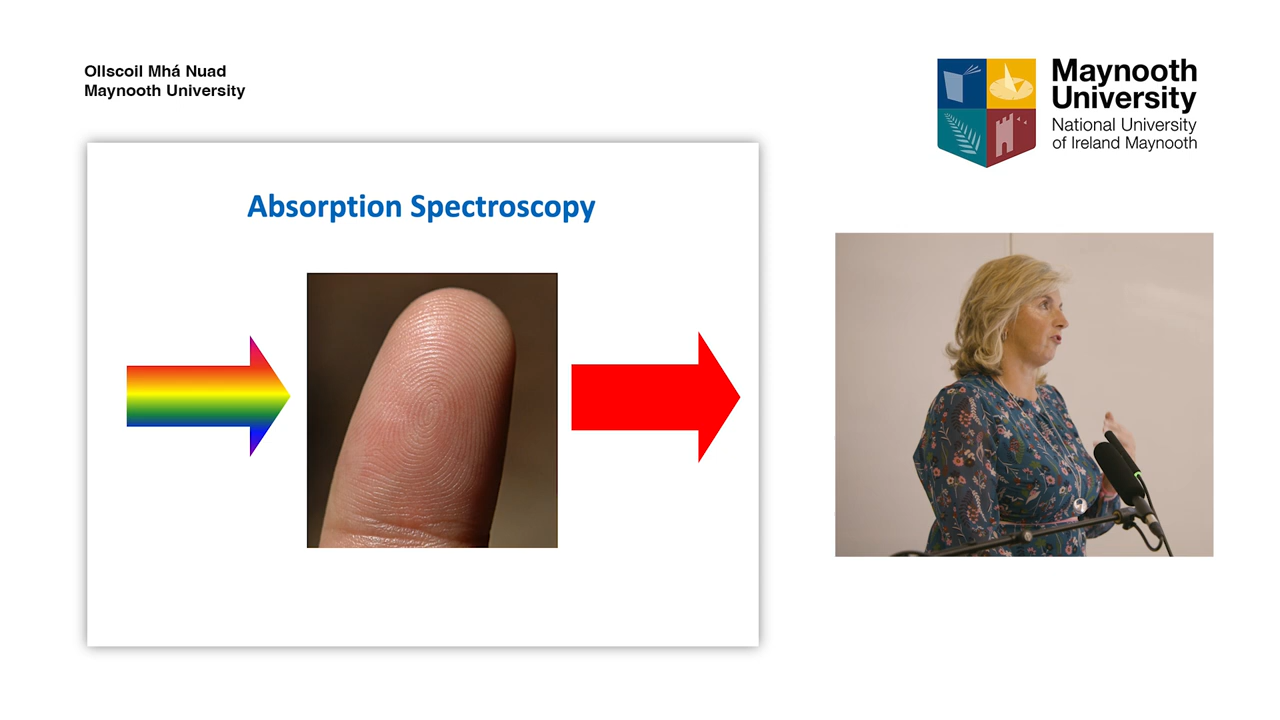 Ollscoil Mhá Nuad
Maynooth University
Maynooth
University
National University
of Ireland Maynooth
Absorption Spectroscopy